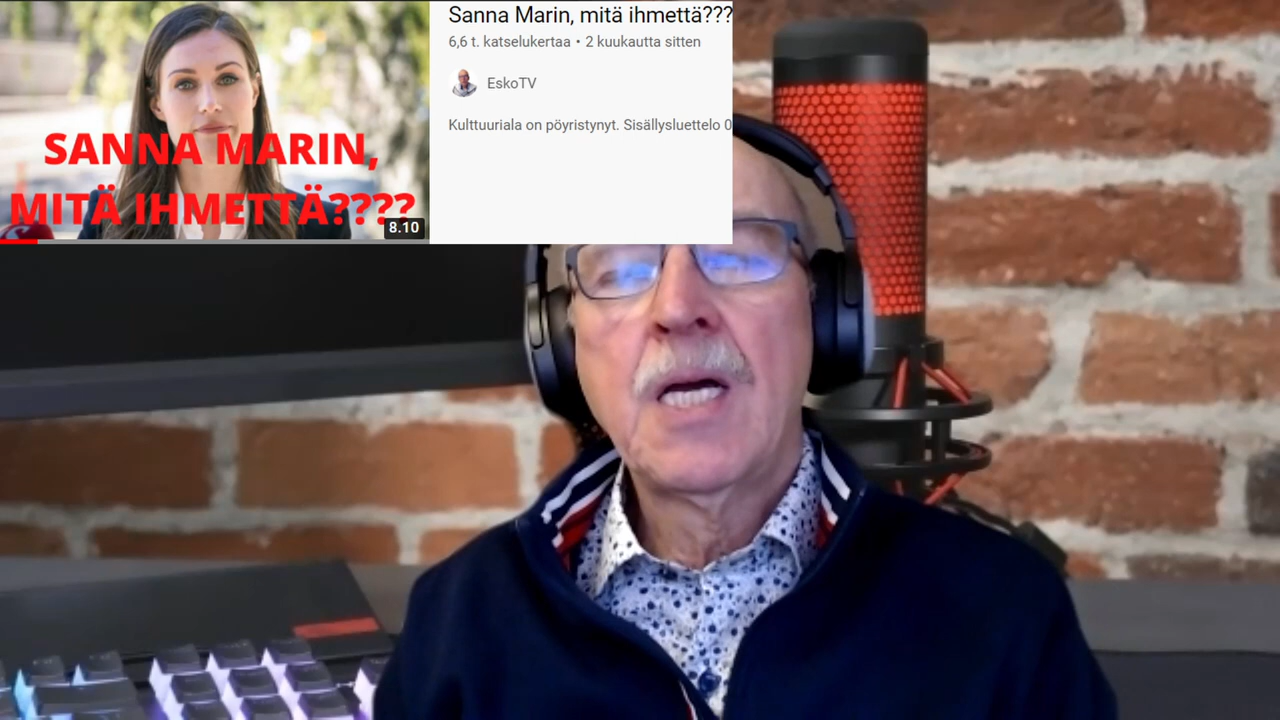 SANNA MARIN,
MITÄ IHMETTÄ????
8.10
Sanna Marin, mitä ihmettä???
6,6 t. katselukertaa • 2 kuukautta sitten
EskoTV
Kulttuuriala on pöyristynyt. Sisällysluettelo 0